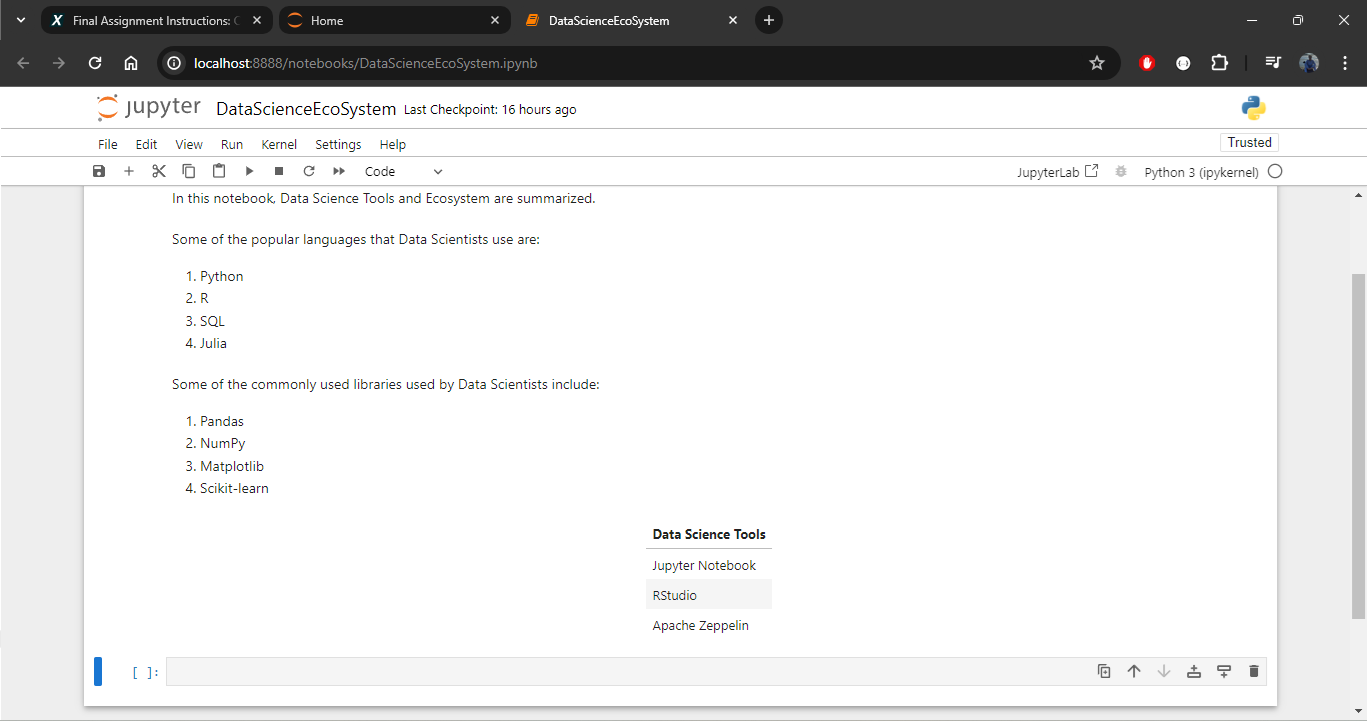 Final Assignment Instructions: C
Home
DataScienceEcoSystem
localhost:8888/notebooks/DataScienceEcoSystem.ipynb
jupyter DataScienceEcoSystem Last Checkpoint: 16 hours ago
File Edit View Run Kernel Settings Help
Trusted
Code
JupyterLab
Python 3 (ipykernel)
In this notebook, Data Science Tools and Ecosystem are summarized.
Some of the popular languages that Data Scientists use are:
1. Python
2. R
3. SQL
4. Julia
Some of the commonly used libraries used by Data Scientists include:
1. Pandas
2. NumPy
3. Matplotlib
4. Scikit-learn
Data Science Tools
Jupyter Notebook
RStudio
Apache Zeppelin
[ ]: